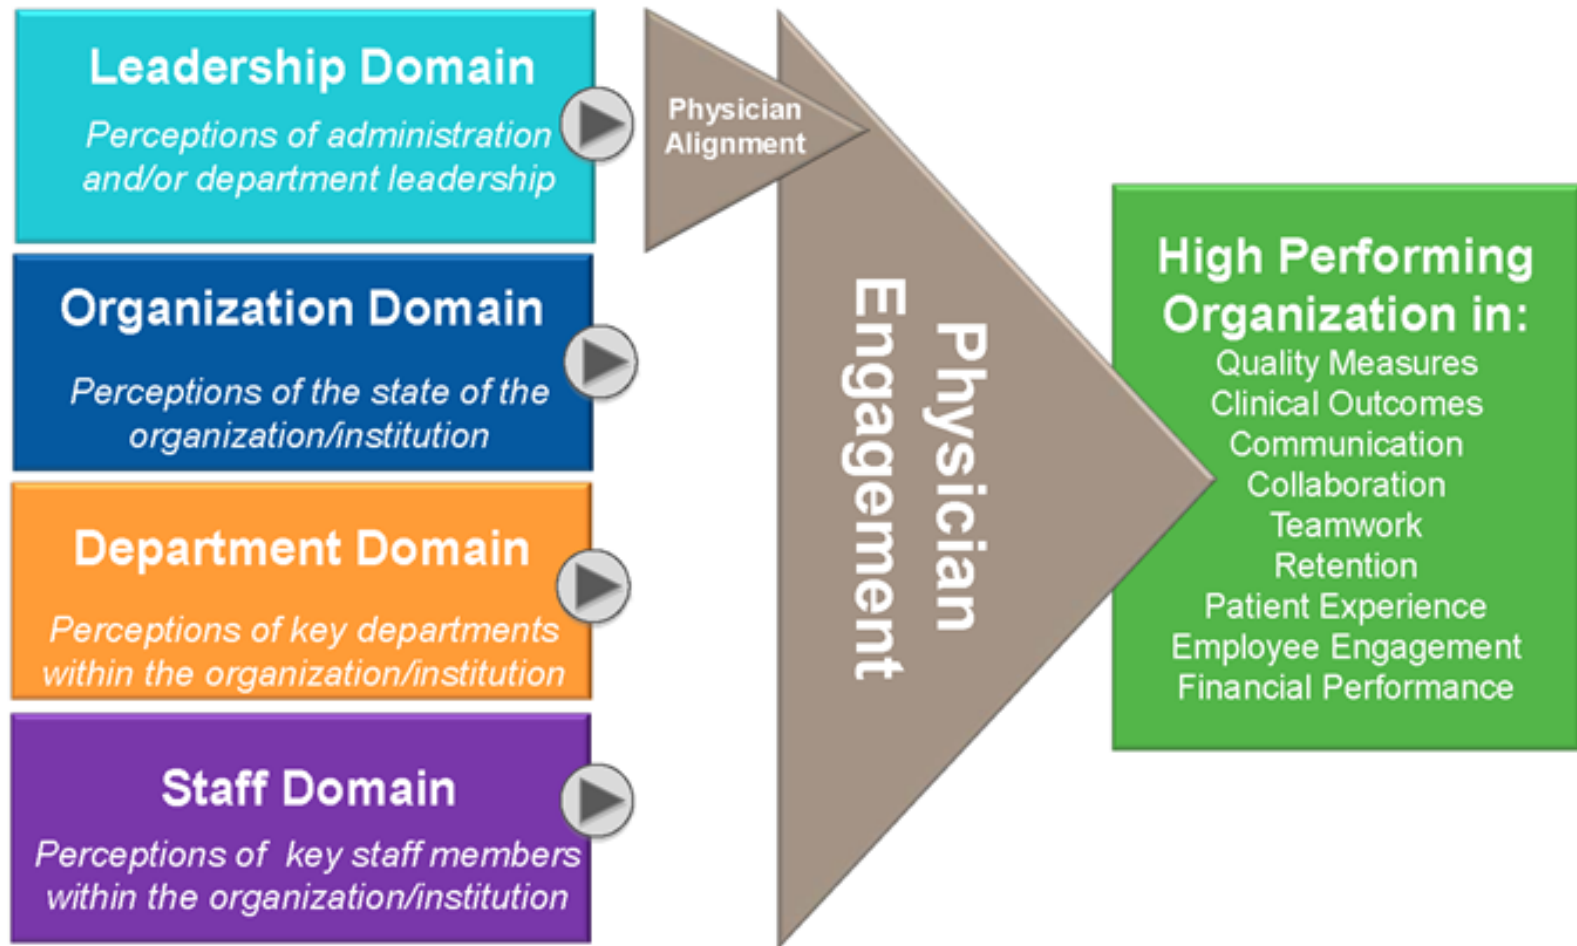 Leadership Domain
Perceptions of administration
and/or department leadership
Organization Domain
Perceptions of the state of the
organization/institution
Department Domain
Perceptions of key departments
within the organization/institution
Staff Domain
Perceptions of key staff members
within the organization/institution
Physician
Alignment
Physician
Engagement
High Performing
Organization in:
Quality Measures
Clinical Outcomes
Communication
Collaboration
Teamwork
Retention
Patient Experience
Employee Engagement
Financial Performance